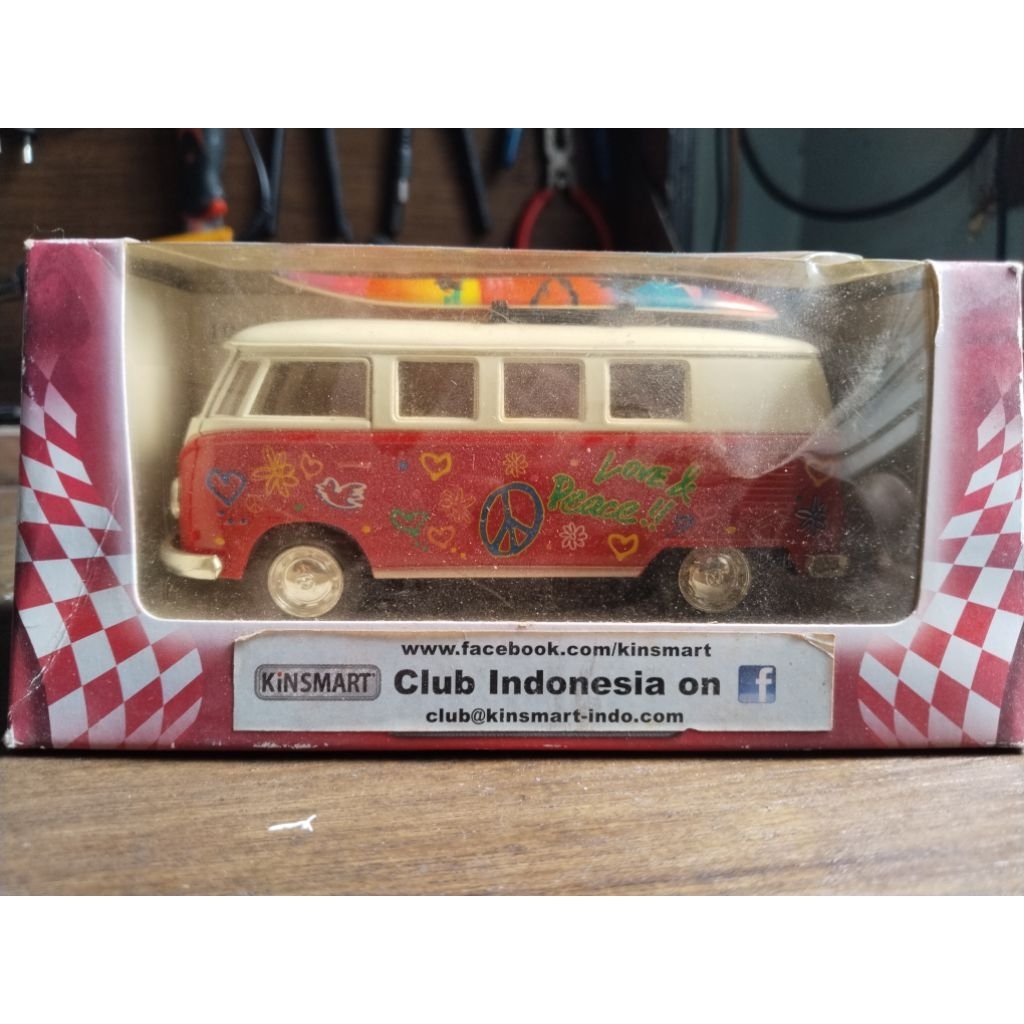 Love &
Peace!!
www.facebook.com/kinsmart
KiNSMART Club Indonesia on f
club@kinsmart-indo.com